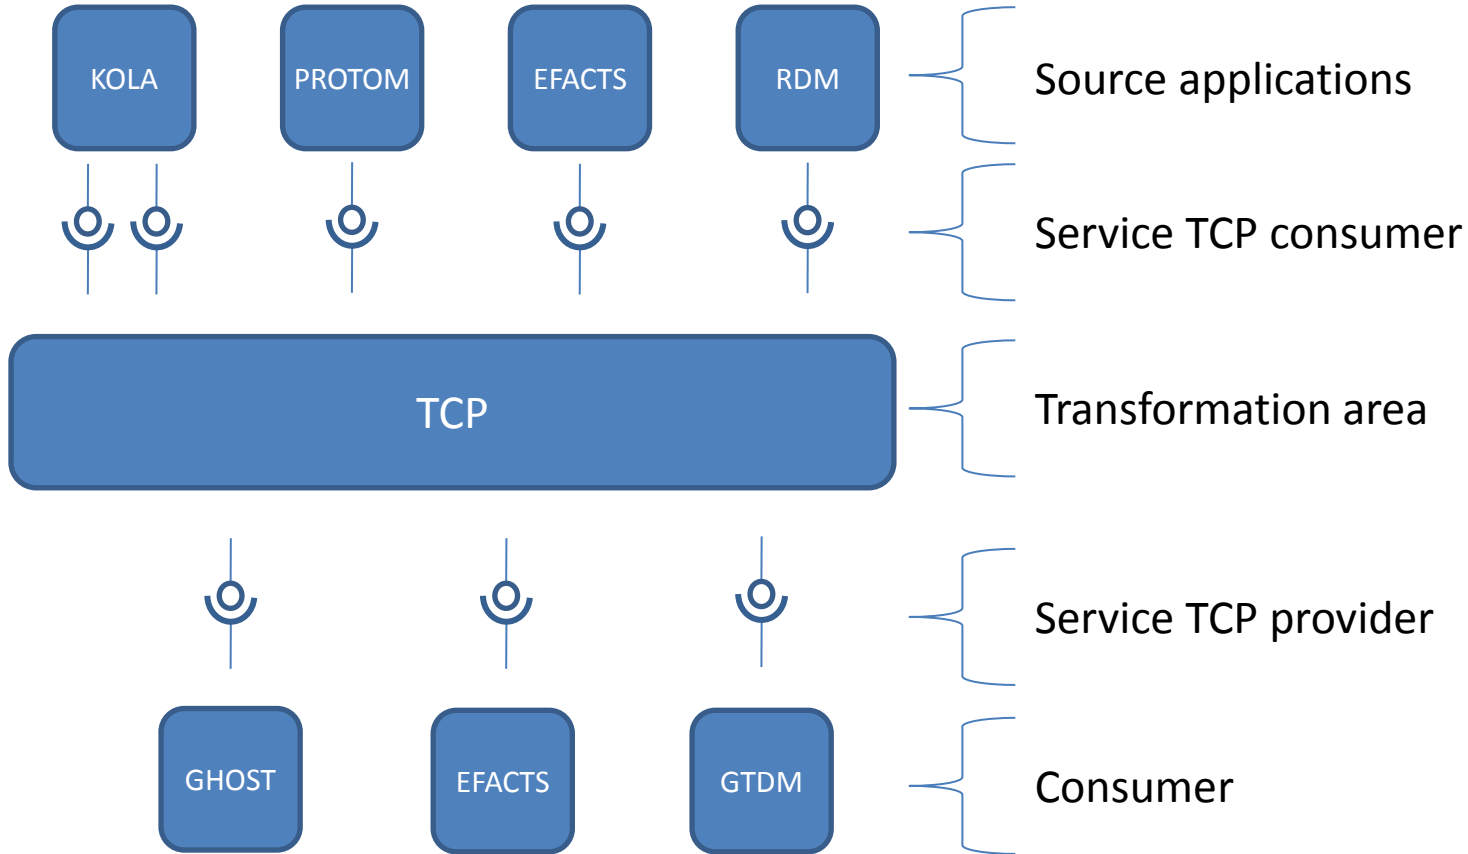 KOLA
PROTOM
EFACTS
RDM
Source applications
Service TCP consumer
TCP
Transformation area
Service TCP provider
GHOST
EFACTS
GTDM
Consumer